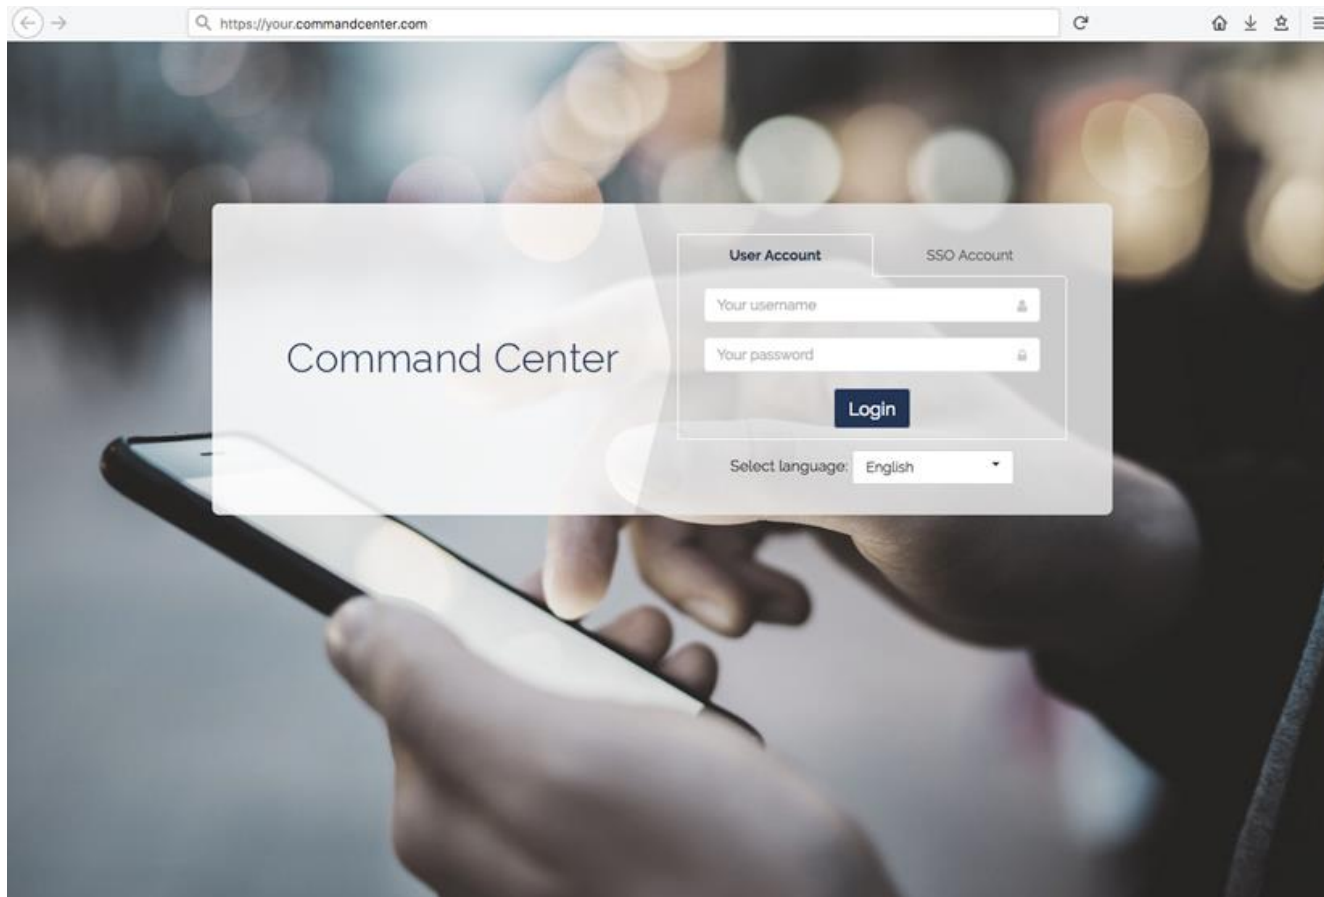 https://your.commandcenter.com
User Account
SSO Account
Your username
Your password
Command Center
Login
Select language: English